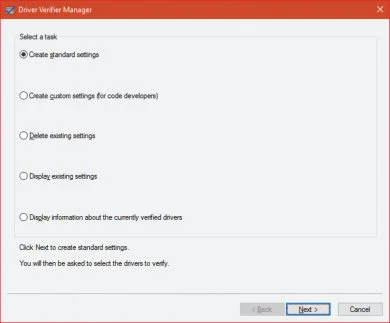 Driver Verifier Manager
Select a task
Create standard settings
Create custom settings (for code developers)
Delete existing settings
Display existing settings
Display information about the currently verified drivers
Click Next to create standard settings.
You will then be asked to select the drivers to verify.
< Back Next > Cancel